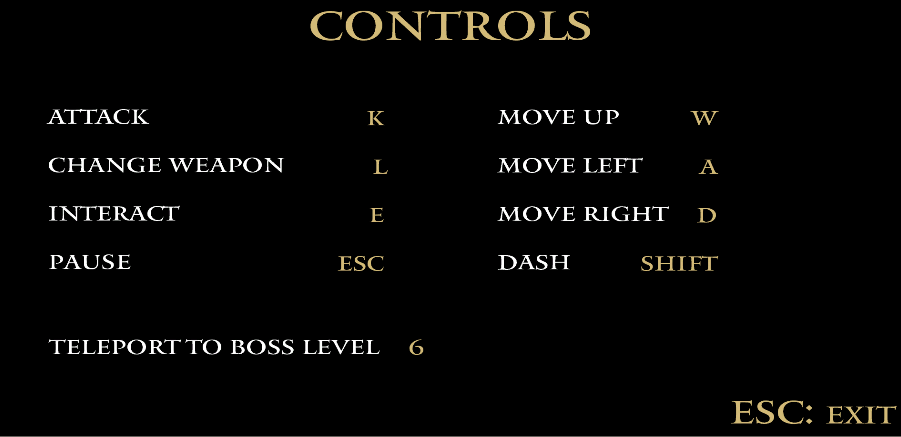 CONTROLS
ATTACK K MOVE UP W
CHANGE WEAPON L MOVE LEFT A
INTERACT E MOVE RIGHT D
PAUSE ESC DASH SHIFT
TELEPORT TO BOSS LEVEL 6
ESC: EXIT